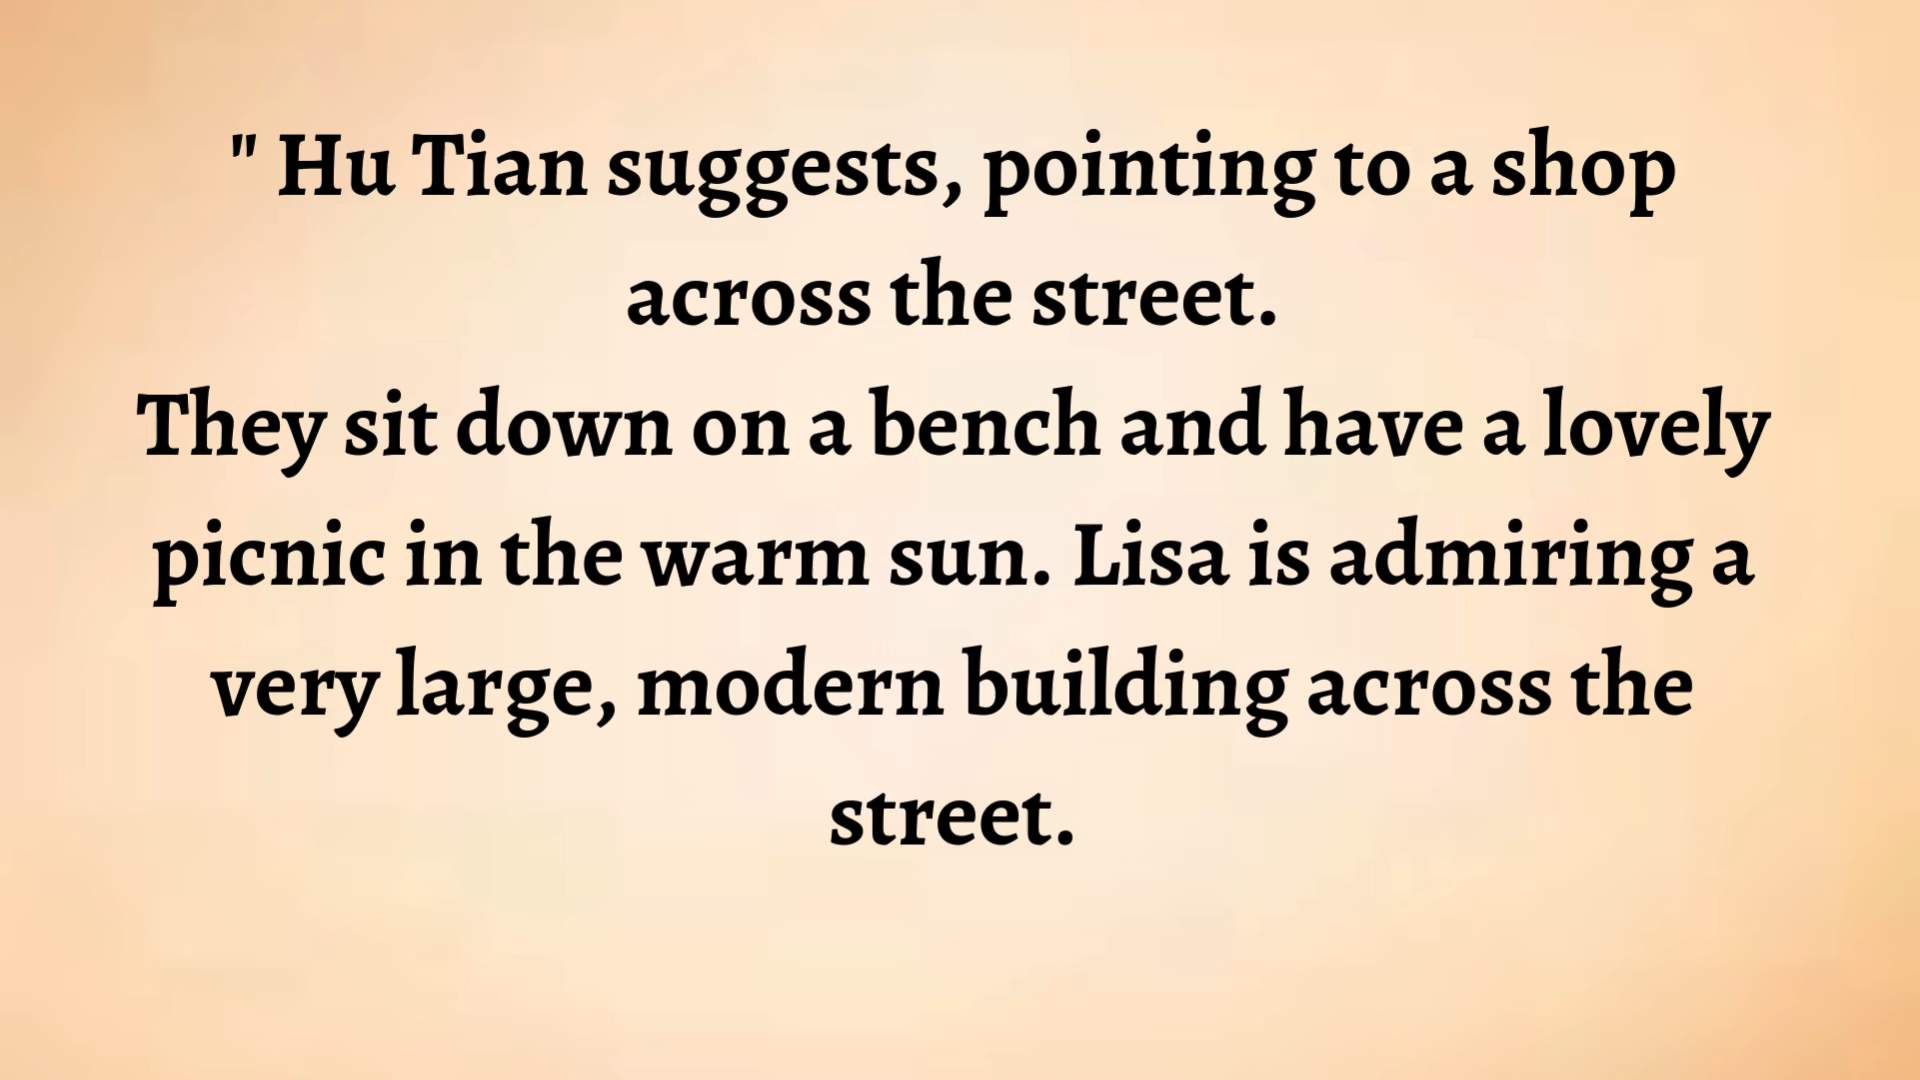 " Hu Tian suggests, pointing to a shop
across the street.
They sit down on a bench and have a lovely
picnic in the warm sun. Lisa is admiring a
very large, modern building across the
street.